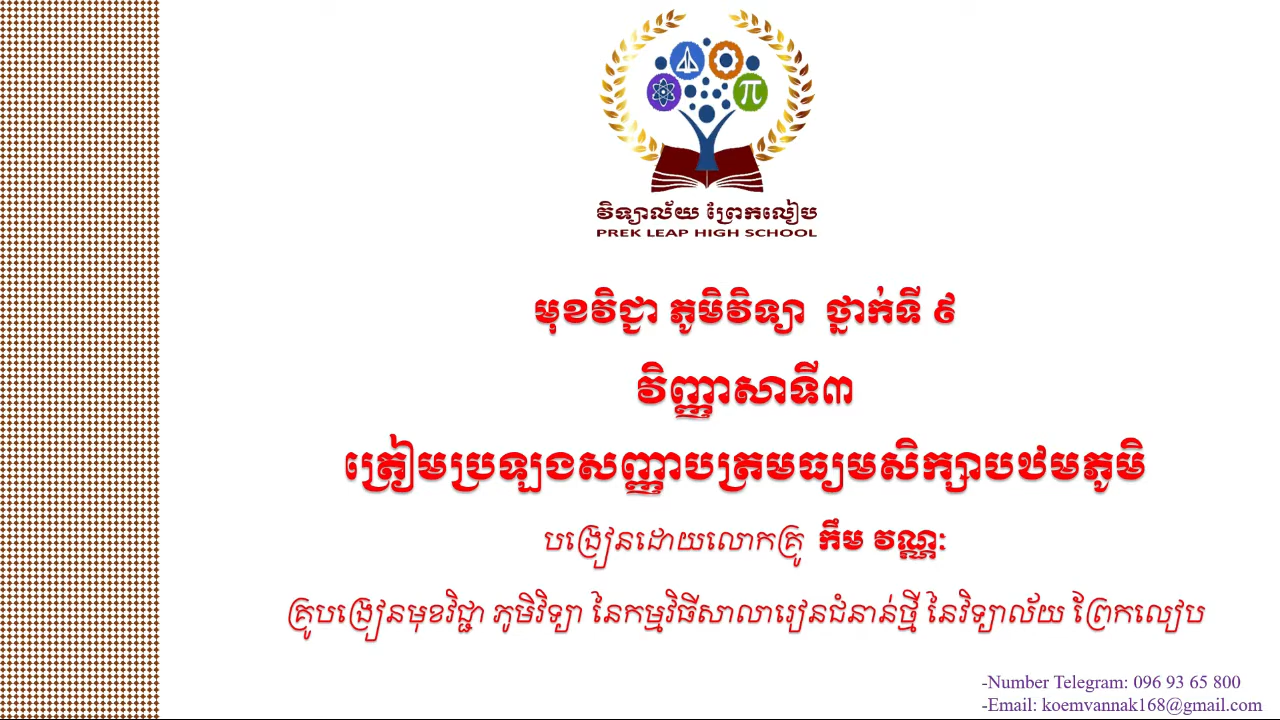 វិទ្យាល័យ ព្រែកលៀប
PREK LEAP HIGH SCHOOL
មុខវិជ្ជា ភូមិវិទ្យា ថ្នាក់ទី ៩
វិញ្ញាសាទី៣
ត្រៀមប្រឡងសញ្ញាបត្រមធ្យមសិក្សាបឋមភូមិ
បង្រៀនដោយលោកគ្រូ កឹម វណ្ណៈ
គ្រូបង្រៀនមុខវិជ្ជា ភូមិវិទ្យា នៃកម្មវិធីសាលារៀនជំនាន់ថ្មី នៃវិទ្យាល័យ ព្រែកលៀប
-Number Telegram: 096 93 65 800
-Email: koemvannak168@gmail.com